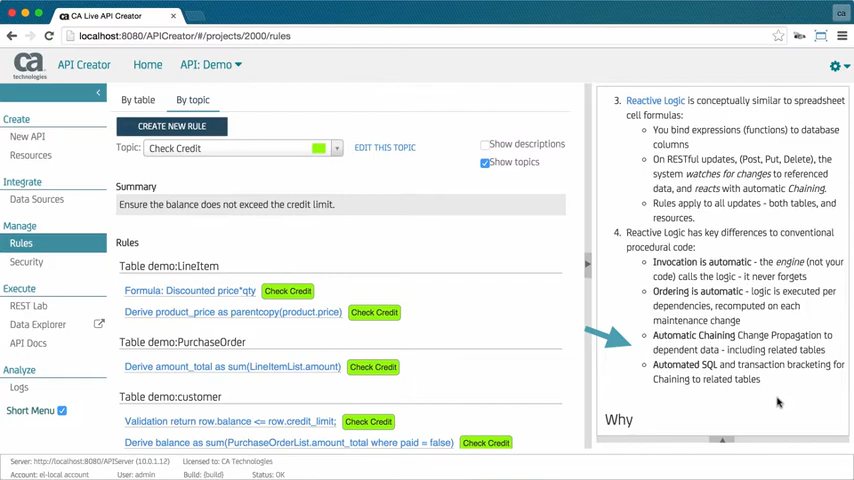 CA Live API Creator
ca
localhost:8080/APICreator/#/projects/2000/rules
ca
technologies
API Creator
Home
API: Demo
Create
New API
Resources
Integrate
Data Sources
Manage
Rules
Security
Execute
REST Lab
Data Explorer
API Docs
Analyze
Logs
Short Menu
By table
By topic
CREATE NEW RULE
Topic:
Check Credit
EDIT THIS TOPIC
Show descriptions
Show topics
Summary
Ensure the balance does not exceed the credit limit.
Rules
Table demo:LineItem
Formula: Discounted price*qty
Check Credit
Derive product_price as parentcopy(product.price)
Check Credit
Table demo:PurchaseOrder
Derive amount_total as sum(LineItemList.amount)
Check Credit
Table demo:customer
Validation return row.balance <= row.credit_limit;
Check Credit
Derive balance as sum(PurchaseOrderList.amount_total where paid = false)
Check Credit
3. Reactive Logic is conceptually similar to spreadsheet
cell formulas:
You bind expressions (functions) to database
columns
On RESTful updates, (Post, Put, Delete), the
system watches for changes to referenced
data, and reacts with automatic Chaining.
Rules apply to all updates - both tables, and
resources.
4. Reactive Logic has key differences to conventional
procedural code:
Invocation is automatic - the engine (not your
code) calls the logic - it never forgets
Ordering is automatic - logic is executed per
dependencies, recomputed on each
maintenance change
Automatic Chaining Change Propagation to
dependent data - including related tables
Automated SQL and transaction bracketing for
Chaining to related tables
Why
Server: http://localhost:8080/APIServer (10.0.1.12)
Licensed to: CA Technologies
Account: el-local account
User: admin
Build: {build}
Status: OK